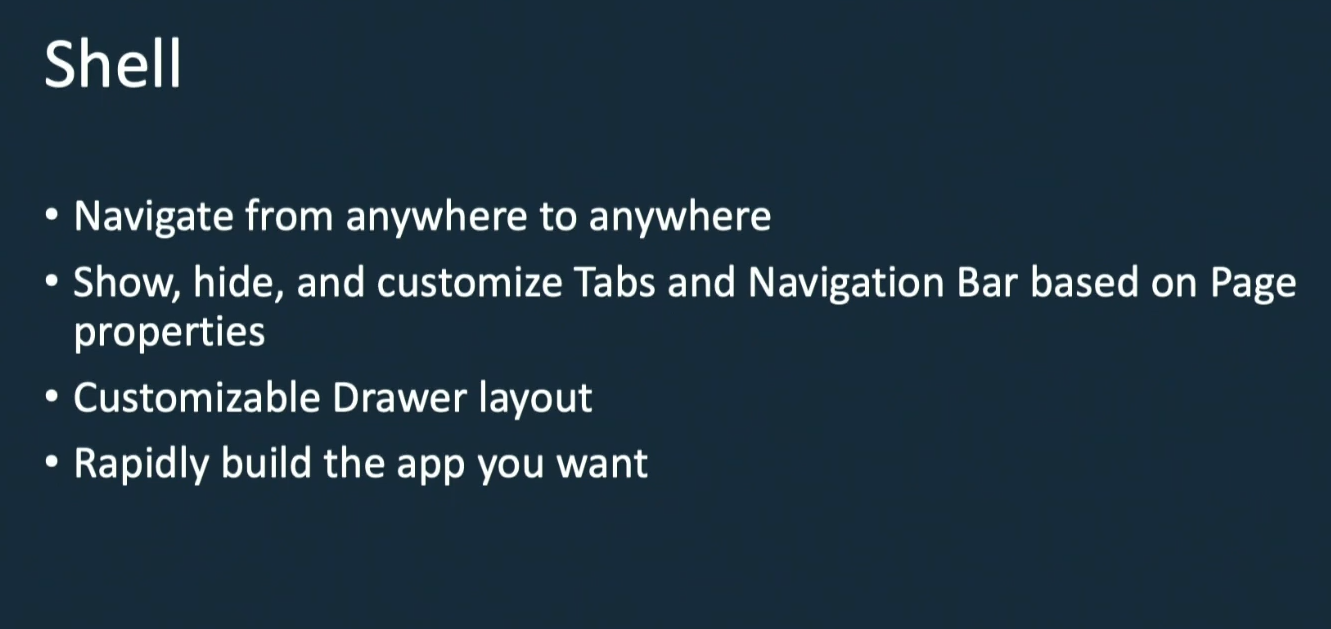 Shell
• Navigate from anywhere to anywhere
• Show, hide, and customize Tabs and Navigation Bar based on Page
properties
• Customizable Drawer layout
• Rapidly build the app you want